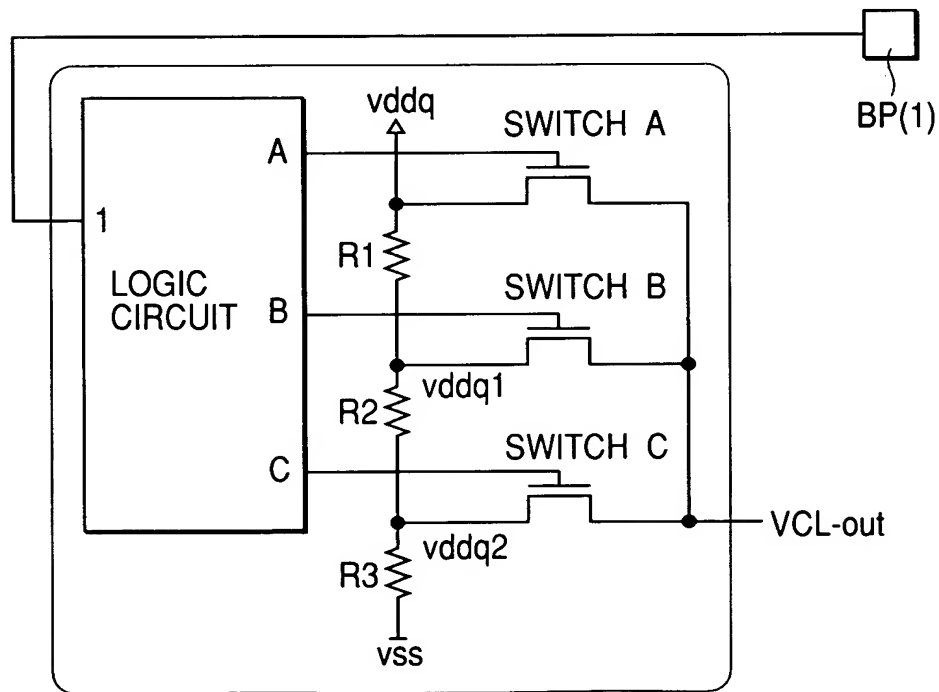 BP(1)
vddq
SWITCH A
A
1
R1
LOGIC
CIRCUIT
SWITCH B
B
vddq1
R2
SWITCH C
C
VCL-out
vddq2
R3
vss